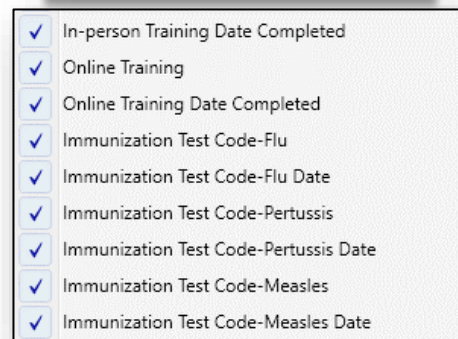 In-person Training Date Completed
Online Training
Online Training Date Completed
Immunization Test Code-Flu
Immunization Test Code-Flu Date
Immunization Test Code-Pertussis
Immunization Test Code-Pertussis Date
Immunization Test Code-Measles
Immunization Test Code-Measles Date